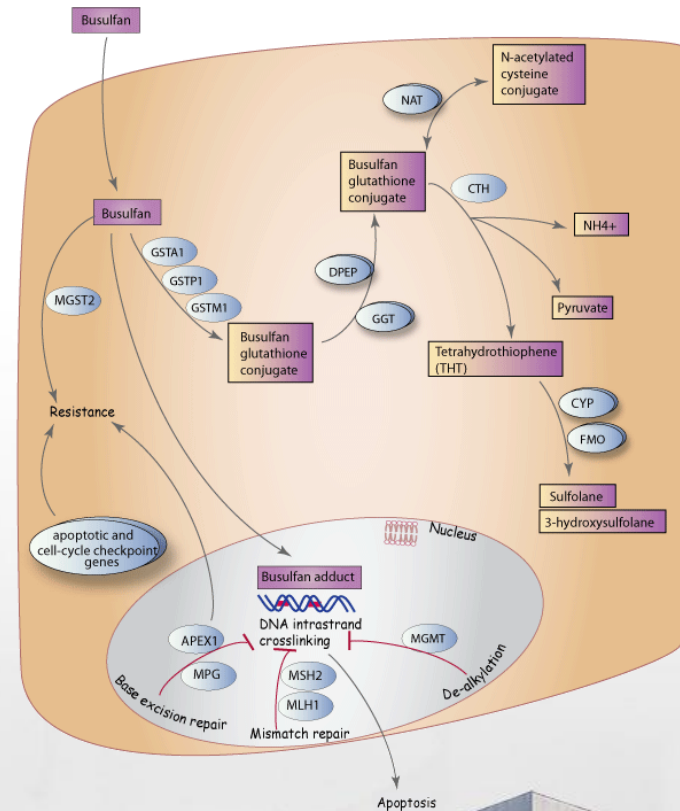 Busulfan
N-acetylated
cysteine
conjugate
NAT
Busulfan
glutathione
conjugate
CTH
Busulfan
NH4+
GSTA1
GSTP1
GSTM1
DPEP
MGST2
GGT
Pyruvate
Busulfan
glutathione
conjugate
Tetrahydrothiophene
(THT)
CYP
FMO
Resistance
Sulfolane
3-hydroxysulfolane
apoptotic and
cell-cycle checkpoint
genes
Nucleus
Busulfan adduct
DNA intrastrand
crosslinking
APEX1
MPG
MGMT
MSH2
MLH1
De-alkylation
Base excision repair
Mismatch repair
Apoptosis